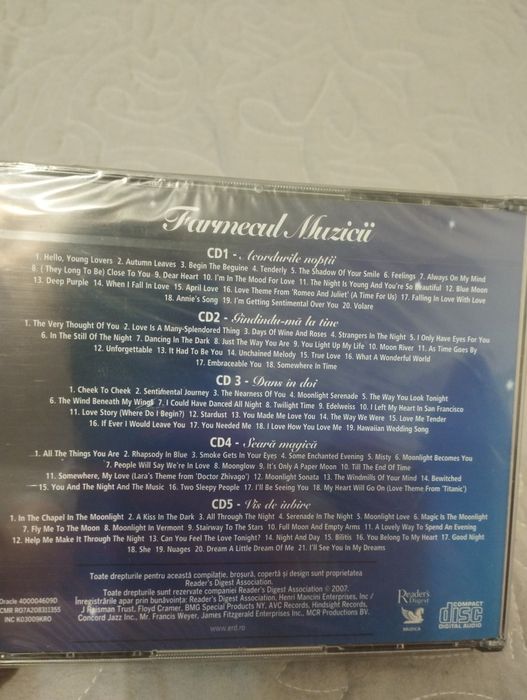 Farmecul Muzicii
CD1 - Acordurile nopții
1. Hello, Young Lovers 2. Autumn Leaves 3. Begin The Beguine 4. Tenderly 5. The Shadow Of Your Smile 6. Feelings 7. Always On My Mind
8. ( They Long To Be) Close To You 9. Dear Heart 10. I'm In The Mood For Love 11. The Night Is Young And You're So Beautiful 12. Blue Moon
13. Deep Purple 14. When I Fall In Love 15. April Love 16. Love Theme From 'Romeo And Juliet' (A Time For Us) 17. Falling In Love With Love
18. Annie's Song 19. I'm Getting Sentimental Over You 20. Volare
CD2 - Gîndindu-mă la tine
1. The Very Thought Of You 2. Love Is A Many-Splendored Thing 3. Days Of Wine And Roses 4. Strangers In The Night 5. I Only Have Eyes For You
6. In The Still Of The Night 7. Dancing In The Dark 8. Just The Way You Are 9. You Light Up My Life 10. Moon River 11. As Time Goes By
12. Unforgettable 13. It Had To Be You 14. Unchained Melody 15. True Love 16. What A Wonderful World
17. Embraceable You 18. Somewhere In Time
CD 3 - Dans în doi
1. Cheek To Cheek 2. Sentimental Journey 3. The Nearness Of You 4. Moonlight Serenade 5. The Way You Look Tonight
6. The Wind Beneath My Wings 7. I Could Have Danced All Night 8. Twilight Time 9. Edelweiss 10. I Left My Heart In San Francisco
11. Love Story (Where Do I Begin?) 12. Stardust 13. You Made Me Love You 14. The Way We Were 15. Love Me Tender
16. If Ever I Would Leave You 17. You Needed Me 18. I Love How You Love Me 19. Hawaiian Wedding Song
CD4 - Seară magică
1. All The Things You Are 2. Rhapsody In Blue 3. Smoke Gets In Your Eyes 4. Some Enchanted Evening 5. Misty 6. Moonlight Becomes You
7. People Will Say We're In Love 8. Moonglow 9. It's Only A Paper Moon 10. Till The End Of Time
11. Somewhere, My Love (Lara's Theme from 'Doctor Zhivago') 12. Moonlight Sonata 13. The Windmills Of Your Mind 14. Bewitched
15. You And The Night And The Music 16. Two Sleepy People 17. I'll Be Seeing You 18. My Heart Will Go On (Love Theme From 'Titanic')
CD5 - Vis de iubire
1. In The Chapel In The Moonlight 2. A Kiss In The Dark 3. All Through The Night 4. Serenade In The Night 5. Moonlight Love 6. Magic Is The Moonlight
7. Fly Me To The Moon 8. Moonlight In Vermont 9. Stairway To The Stars 10. Full Moon And Empty Arms 11. A Lovely Way To Spend An Evening
12. Help Me Make It Through The Night 13. Can You Feel The Love Tonight? 14. Night And Day 15. Bilitis 16. You Belong To My Heart 17. Good Night
18. She 19. Nuages 20. Dream A Little Dream Of Me 21. I'll See You In My Dreams
Toate drepturile pentru această compilație, broșură, copertă și design sunt proprietatea
Reader's Digest Association.
Toate drepturile sunt rezervate companiei Reader's Digest Association © 2007.
Înregistrările apar prin bunăvoința: Reader's Digest Association, Henri Mancini Enterprises, Inc /
J Raisman Trust, Floyd Cramer, BMG Special Products NY, AVC Records, Hindsight Records,
Concord Jazz Inc., Mr. Francis Weyer, James Fitzgerald Enterprises Inc., MCR Productions BV.
www.erd.ro
Oracle 4000046090
CMR RO7A20831J355
INC K03009KRO
Reader's
Digest
MUZICA
COMPACT
disc
DIGITAL AUDIO